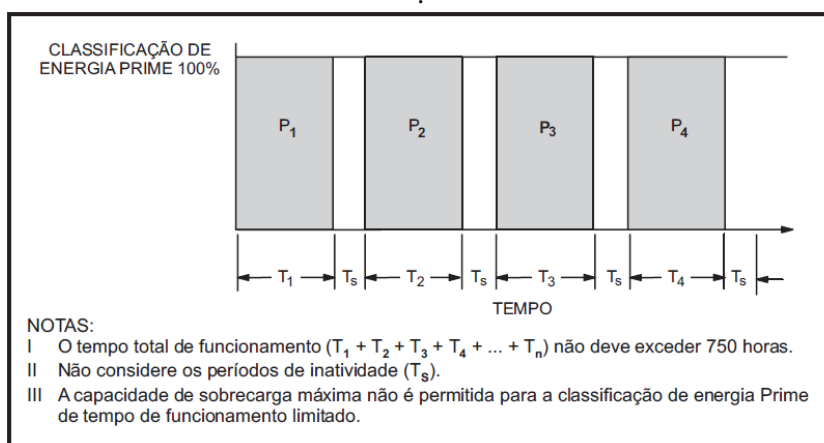 CLASSIFICAÇÃO DE
ENERGIA PRIME 100%
P₁ P₂ P₃ P₄
T₁ Tₛ T₂ Tₛ T₃ Tₛ T₄ Tₛ
TEMPO
NOTAS:
I O tempo total de funcionamento (T₁ + T₂ + T₃ + T₄ + ... + Tₙ) não deve exceder 750 horas.
II Não considere os períodos de inatividade (Tₛ).
III A capacidade de sobrecarga máxima não é permitida para a classificação de energia Prime
de tempo de funcionamento limitado.